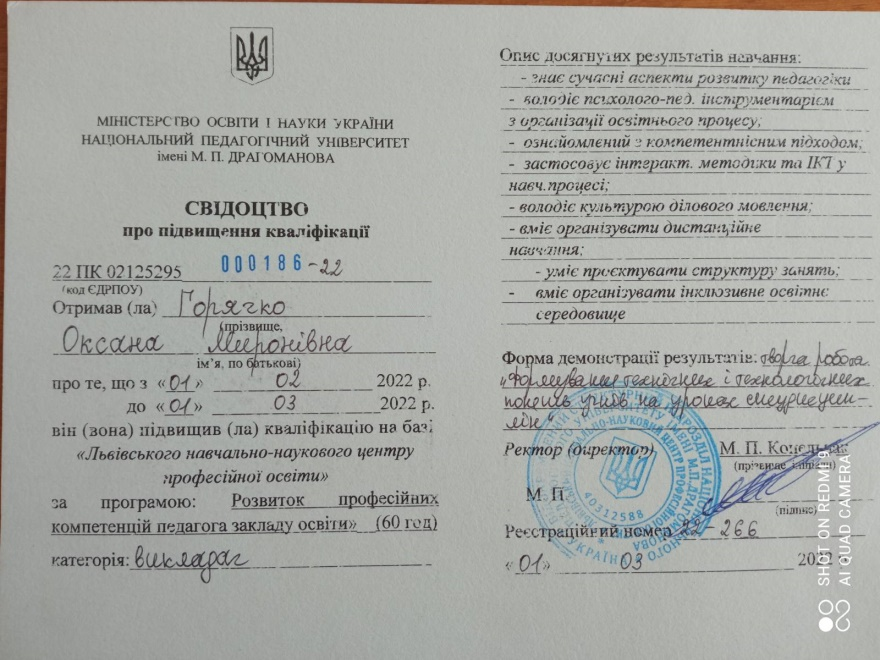 МІНІСТЕРСТВО ОСВІТИ І НАУКИ УКРАЇНИ
НАЦІОНАЛЬНИЙ ПЕДАГОГІЧНИЙ УНІВЕРСИТЕТ
імені М. П. ДРАГОМАНОВА
СВІДОЦТВО
про підвищення кваліфікації
22 ПК 02125295 000186-22
(код ЄДРПОУ)
Отримав (ла) Горячко
(прізвище,
Оксана Миронівна
ім'я, по батькові)
про те, що з «01» 02 2022 р.
до «01» 03 2022 р.
він (вона) підвищив (ла) кваліфікацію на базі
«Львівського навчально-наукового центру
професійної освіти»
за програмою: Розвиток професійних
компетенцій педагога закладу освіти» (60 год)
категорія: викладач
Опис досягнутих результатів навчання:
- знає сучасні аспекти розвитку педагогіки
- володіє психолого-пед. інструментарієм
з організації освітнього процесу;
- ознайомлений з компетентнісним підходом;
- застосовує інтеракт. методики та ІКТ у
навч.процесі;
- володіє культурою ділового мовлення;
- вміє організувати дистанційне
навчання;
- уміє проєктувати структуру занять;
- вміє організувати інклюзивне освітнє
середовище
Форма демонстрації результатів: творча робота
«Формування технічних і технологічних
понять учнів на уроках спецдисциплін»
Ректор (директор) М. П.
(прізвище, ініціали)
М. П.
(підпис)
40312588
Реєстраційний номер 22-266
«01» 03 2022
SHOT ON REDMI 9
AI QUAD CAMERA